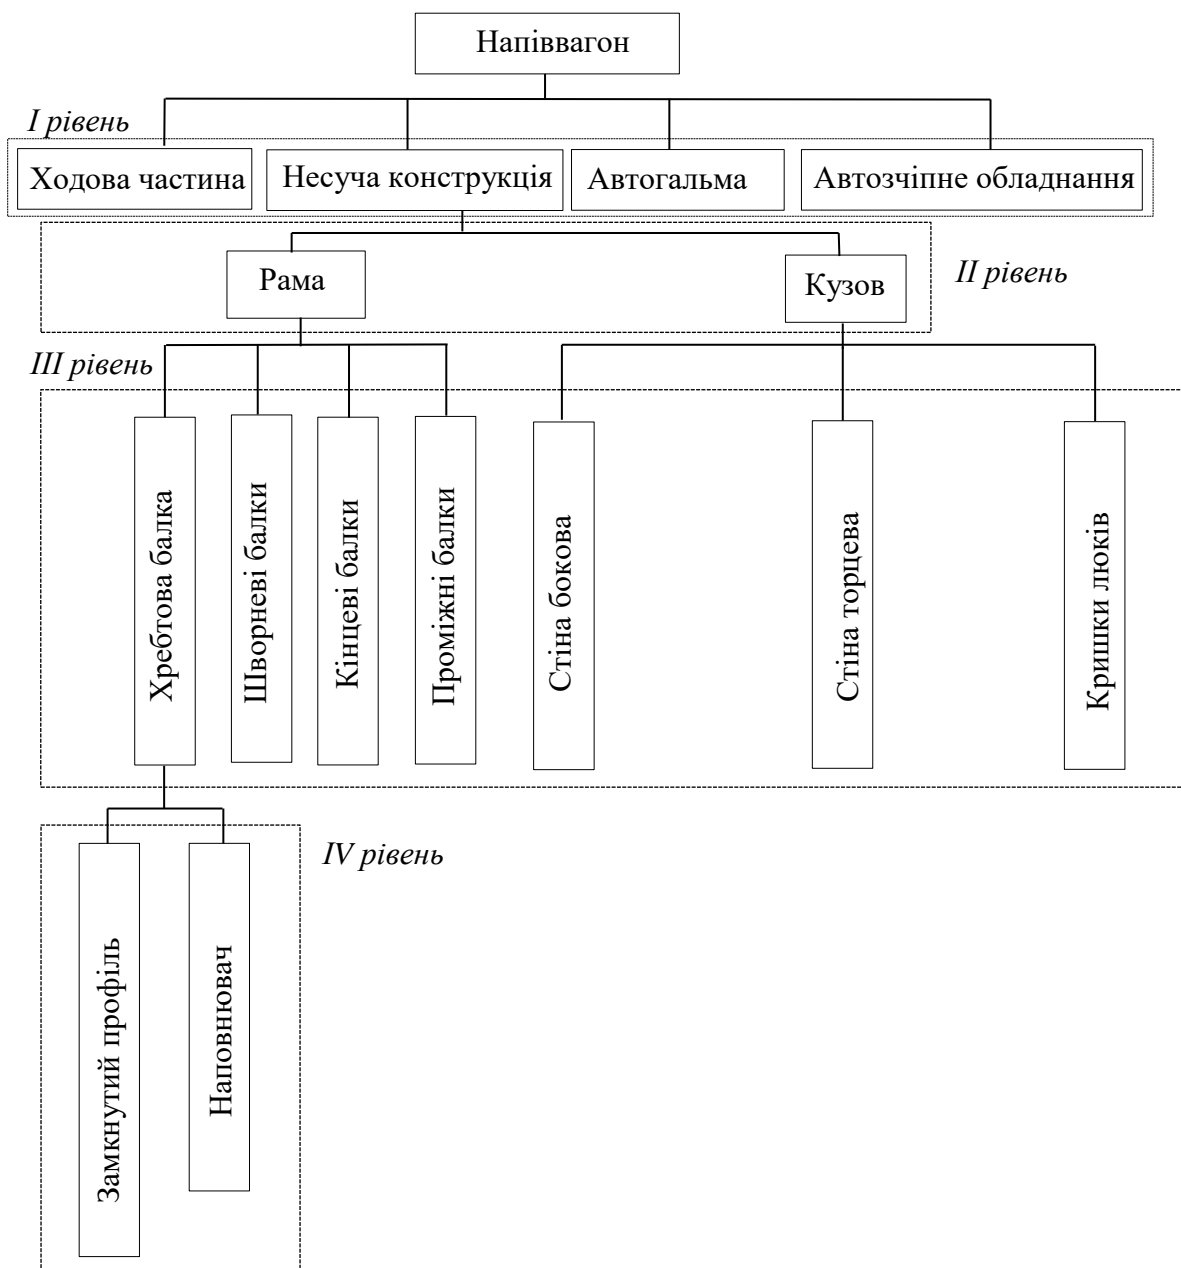 Напіввагон
I рівень
Ходова частина
Несуча конструкція
Автогальма
Автозчіпне обладнання
Рама
Кузов
II рівень
III рівень
Хребтова балка
Шворневі балки
Кінцеві балки
Проміжні балки
Стіна бокова
Стіна торцева
Кришки люків
IV рівень
Замкнутий профіль
Наповнювач